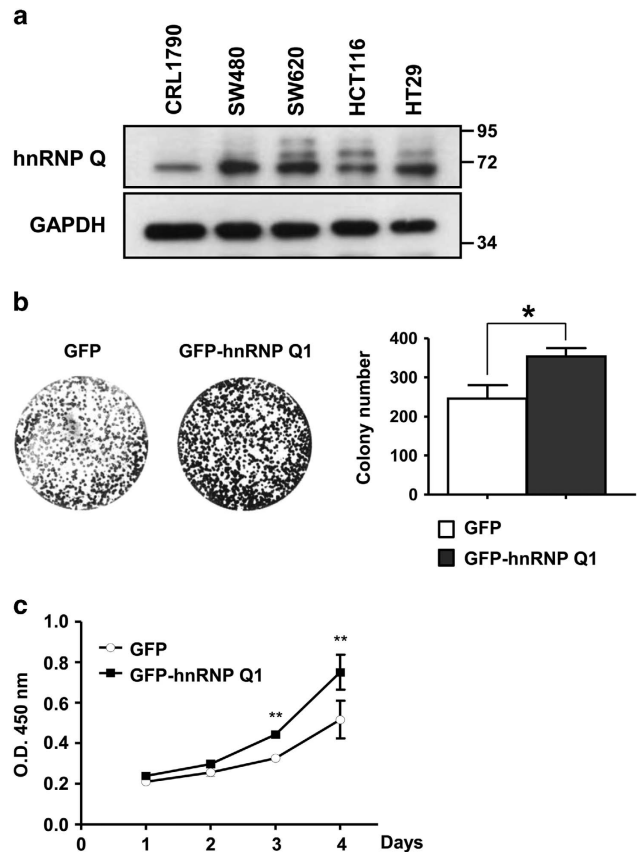 a
CRL1790
SW480
SW620
HCT116
HT29
hnRNP Q
95
72
GAPDH
34
b
GFP
GFP-hnRNP Q1
*
Colony number
400
300
200
100
0
GFP
GFP-hnRNP Q1
c
O.D. 450 nm
1.0
0.8
0.6
0.4
0.2
0.0
GFP
GFP-hnRNP Q1
**
**
0 1 2 3 4 Days